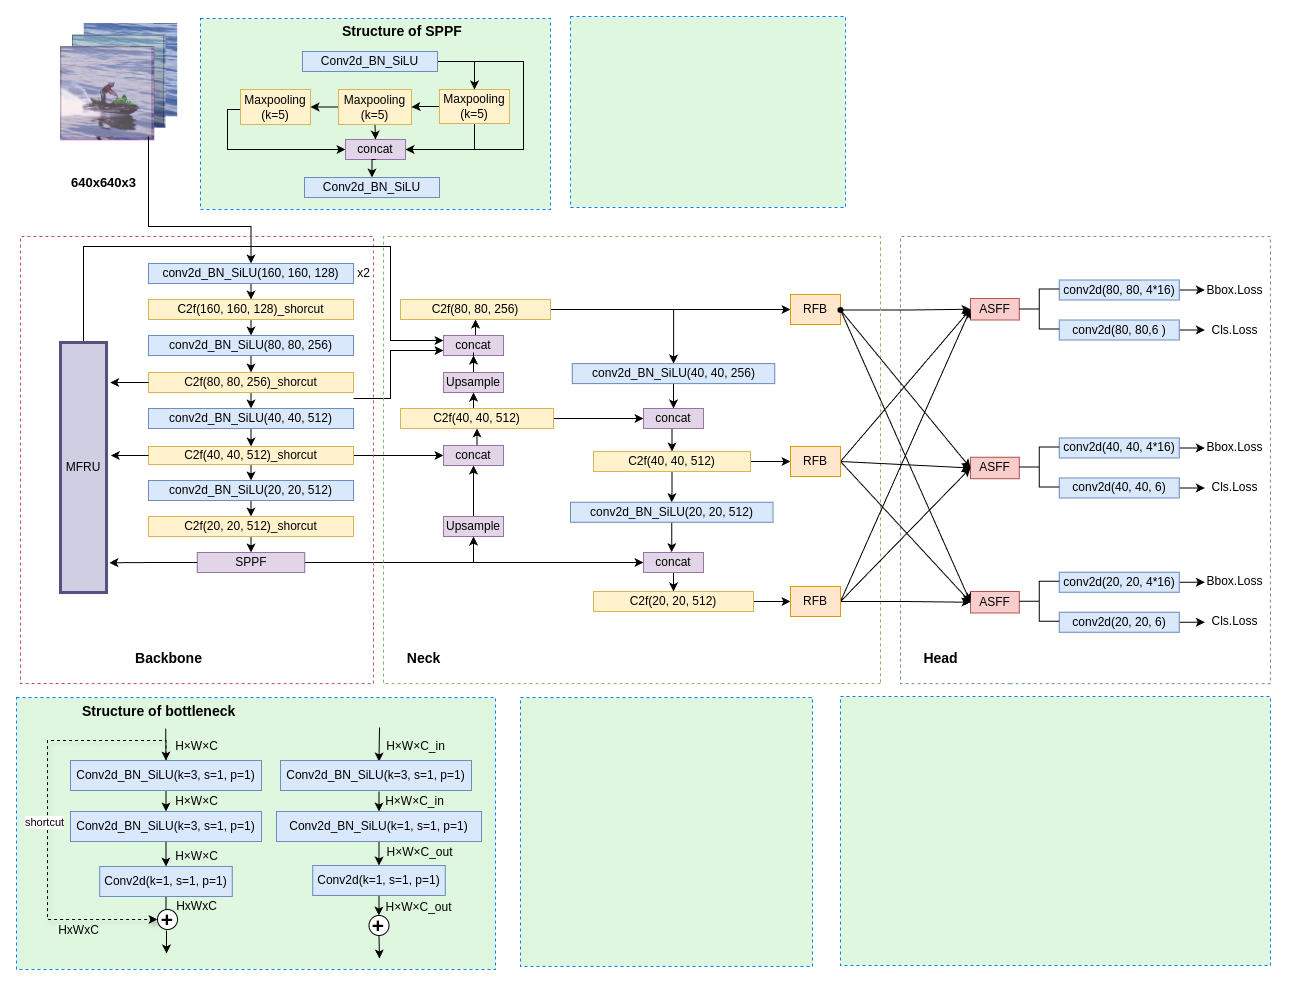 Structure of SPPF
Conv2d_BN_SiLU
Maxpooling
(k=5)
Maxpooling
(k=5)
Maxpooling
(k=5)
concat
Conv2d_BN_SiLU
640x640x3
conv2d_BN_SiLU(160, 160, 128)
x2
C2f(160, 160, 128)_shorcut
conv2d_BN_SiLU(80, 80, 256)
C2f(80, 80, 256)_shorcut
conv2d_BN_SiLU(40, 40, 512)
C2f(40, 40, 512)_shorcut
conv2d_BN_SiLU(20, 20, 512)
C2f(20, 20, 512)_shorcut
SPPF
MFRU
Backbone
C2f(80, 80, 256)
concat
Upsample
C2f(40, 40, 512)
concat
Upsample
conv2d_BN_SiLU(40, 40, 256)
concat
C2f(40, 40, 512)
conv2d_BN_SiLU(20, 20, 512)
concat
C2f(20, 20, 512)
RFB
RFB
RFB
Neck
ASFF
conv2d(80, 80, 4*16)
Bbox.Loss
conv2d(80, 80,6 )
Cls.Loss
ASFF
conv2d(40, 40, 4*16)
Bbox.Loss
conv2d(40, 40, 6)
Cls.Loss
ASFF
conv2d(20, 20, 4*16)
Bbox.Loss
conv2d(20, 20, 6)
Cls.Loss
Head
Structure of bottleneck
H×W×C
Conv2d_BN_SiLU(k=3, s=1, p=1)
H×W×C
shortcut
Conv2d_BN_SiLU(k=3, s=1, p=1)
H×W×C
Conv2d(k=1, s=1, p=1)
HxWxC
+
HxWxC
H×W×C_in
Conv2d_BN_SiLU(k=3, s=1, p=1)
H×W×C_in
Conv2d_BN_SiLU(k=1, s=1, p=1)
H×W×C_out
Conv2d(k=1, s=1, p=1)
H×W×C_out
+